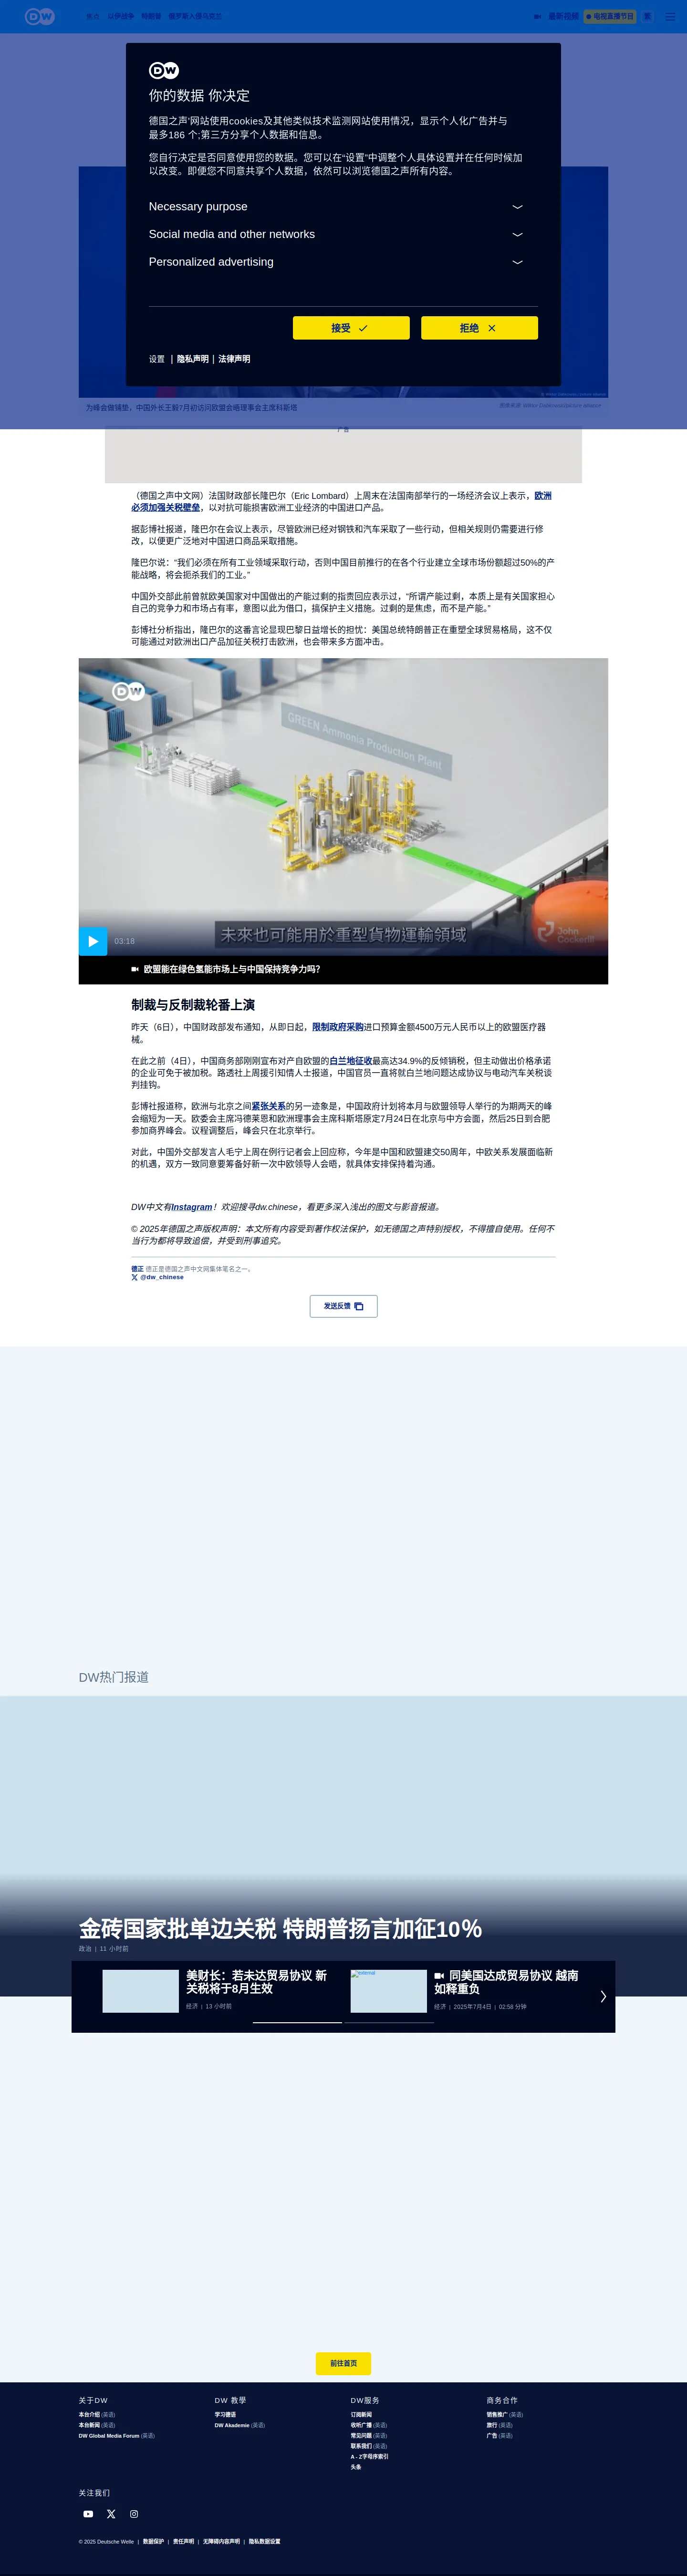 DW
焦点 以伊战争 特朗普 俄罗斯入侵乌克兰
最新视频
电视直播节目
繁
DW
你的数据 你决定
德国之声'网站使用cookies及其他类似技术监测网站使用情况，显示个人化广告并与
最多186 个;第三方分享个人数据和信息。
您自行决定是否同意使用您的数据。您可以在"设置"中调整个人具体设置并在任何时候加
以改变。即便您不同意共享个人数据，依然可以浏览德国之声所有内容。
Necessary purpose
Social media and other networks
Personalized advertising
接受
拒绝
设置 | 隐私声明 | 法律声明
为峰会做铺垫，中国外长王毅7月初访问欧盟会晤理事会主席科斯塔
广告
（德国之声中文网）法国财政部长隆巴尔（Eric Lombard）上周末在法国南部举行的一场经济会议上表示，欧洲
必须加强关税壁垒，以对抗可能损害欧洲工业经济的中国进口产品。
据彭博社报道，隆巴尔在会议上表示，尽管欧洲已经对钢铁和汽车采取了一些行动，但相关规则仍需要进行修
改，以便更广泛地对中国进口商品采取措施。
隆巴尔说："我们必须在所有工业领域采取行动，否则中国目前推行的在各个行业建立全球市场份额超过50%的产
能战略，将会扼杀我们的工业。"
中国外交部此前曾就欧美国家对中国做出的产能过剩的指责回应表示过，"所谓产能过剩，本质上是有关国家担心
自己的竞争力和市场占有率，意图以此为借口，搞保护主义措施。过剩的是焦虑，而不是产能。"
彭博社分析指出，隆巴尔的这番言论显现巴黎日益增长的担忧：美国总统特朗普正在重塑全球贸易格局，这不仅
可能通过对欧洲出口产品加征关税打击欧洲，也会带来多方面冲击。
DW
GREEN Ammonia Production Plant
未來也可能用於重型貨物運輸領域
John
Cockerill
03:18
欧盟能在绿色氢能市场上与中国保持竞争力吗?
制裁与反制裁轮番上演
昨天（6日），中国财政部发布通知，从即日起，限制政府采购进口预算金额4500万元人民币以上的欧盟医疗器
械。
在此之前（4日），中国商务部刚刚宣布对产自欧盟的白兰地征收最高达34.9%的反倾销税，但主动做出价格承诺
的企业可免于被加税。路透社上周援引知情人士报道，中国官员一直将就白兰地问题达成协议与电动汽车关税谈
判挂钩。
彭博社报道称，欧洲与北京之间紧张关系的另一迹象是，中国政府计划将本月与欧盟领导人举行的为期两天的峰
会缩短为一天。欧委会主席冯德莱恩和欧洲理事会主席科斯塔原定7月24日在北京与中方会面，然后25日到合肥
参加商界峰会。议程调整后，峰会只在北京举行。
对此，中国外交部发言人毛宁上周在例行记者会上回应称，今年是中国和欧盟建交50周年，中欧关系发展面临新
的机遇，双方一致同意要筹备好新一次中欧领导人会晤，就具体安排保持着沟通。
DW中文有Instagram！欢迎搜寻dw.chinese，看更多深入浅出的图文与影音报道。
© 2025年德国之声版权声明：本文所有内容受到著作权法保护，如无德国之声特别授权，不得擅自使用。任何不
当行为都将导致追偿，并受到刑事追究。
德正 德正是德国之声中文网集体笔名之一。
@dw_chinese
发送反馈
DW热门报道
金砖国家批单边关税 特朗普扬言加征10%
政治 | 11 小时前
美财长：若未达贸易协议 新
关税将于8月生效
经济 | 13 小时前
同美国达成贸易协议 越南
如释重负
经济 | 2025年7月4日 | 02:58 分钟
前往首页
关于DW
本台介绍 (英语)
本台新闻 (英语)
DW Global Media Forum (英语)
DW 教學
学习德语
DW Akademie (英语)
DW服务
订阅新闻
收听广播 (英语)
常见问题 (英语)
联系我们 (英语)
A - Z字母序索引
头条
商务合作
销售推广 (英语)
旅行 (英语)
广告 (英语)
关注我们
© 2025 Deutsche Welle | 数据保护 | 责任声明 | 无障碍内容声明 | 隐私数据设置